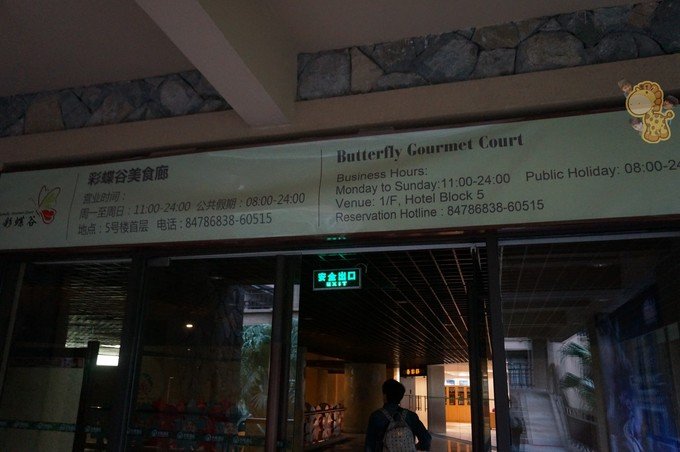 彩蝶谷美食廊
营业时间：
周一至周日：11:00-24:00 公共假期：08:00-24:00
地点：5号楼首层 电话：84786838-60515
彩蝶谷
Butterfly Gourmet Court
Business Hours:
Monday to Sunday:11:00-24:00 Public Holiday: 08:00-24
Venue: 1/F, Hotel Block 5
Reservation Hotline : 84786838-60515
安全出口
EXIT